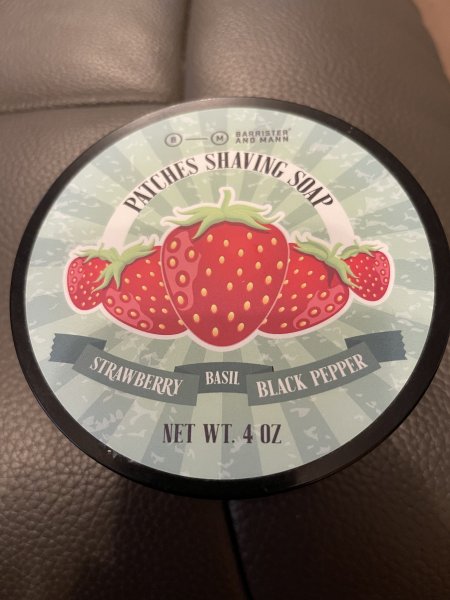 B M BARRISTER
AND MANN
PATCHES SHAVING SOAP
STRAWBERRY BASIL BLACK PEPPER
NET WT. 4 OZ